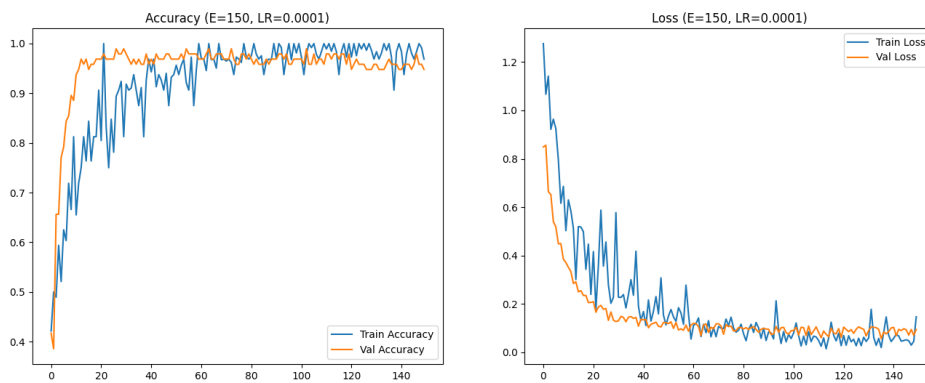 Accuracy (E=150, LR=0.0001)
1.0
0.9
0.8
0.7
0.6
0.5
0.4
0 20 40 60 80 100 120 140
Train Accuracy
Val Accuracy
Loss (E=150, LR=0.0001)
1.2
1.0
0.8
0.6
0.4
0.2
0.0
0 20 40 60 80 100 120 140
Train Loss
Val Loss